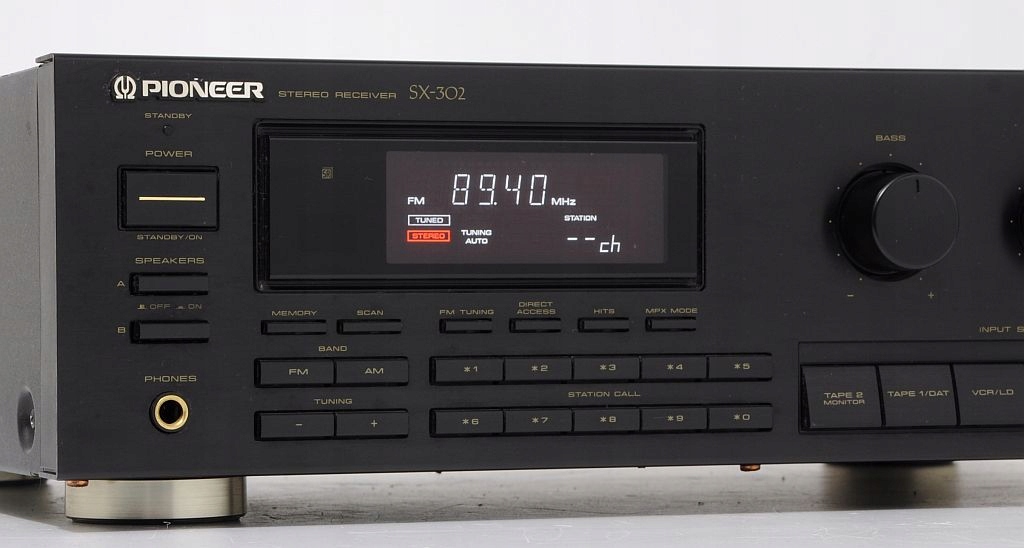 PIONEER STEREO RECEIVER SX-302
STANDBY
POWER
STANDBY/ON
SPEAKERS
A
OFF ON
B
PHONES
FM 89.40 MHz
TUNED
STEREO
TUNING
AUTO
STATION
--ch
MEMORY SCAN FM TUNING DIRECT ACCESS HITS MPX MODE
BAND
FM AM
*1 *2 *3 *4 *5
TUNING
- +
STATION CALL
*6 *7 *8 *9 *0
BASS
- +
INPUT S
TAPE 2
MONITOR
TAPE 1/DAT
VCR/LD